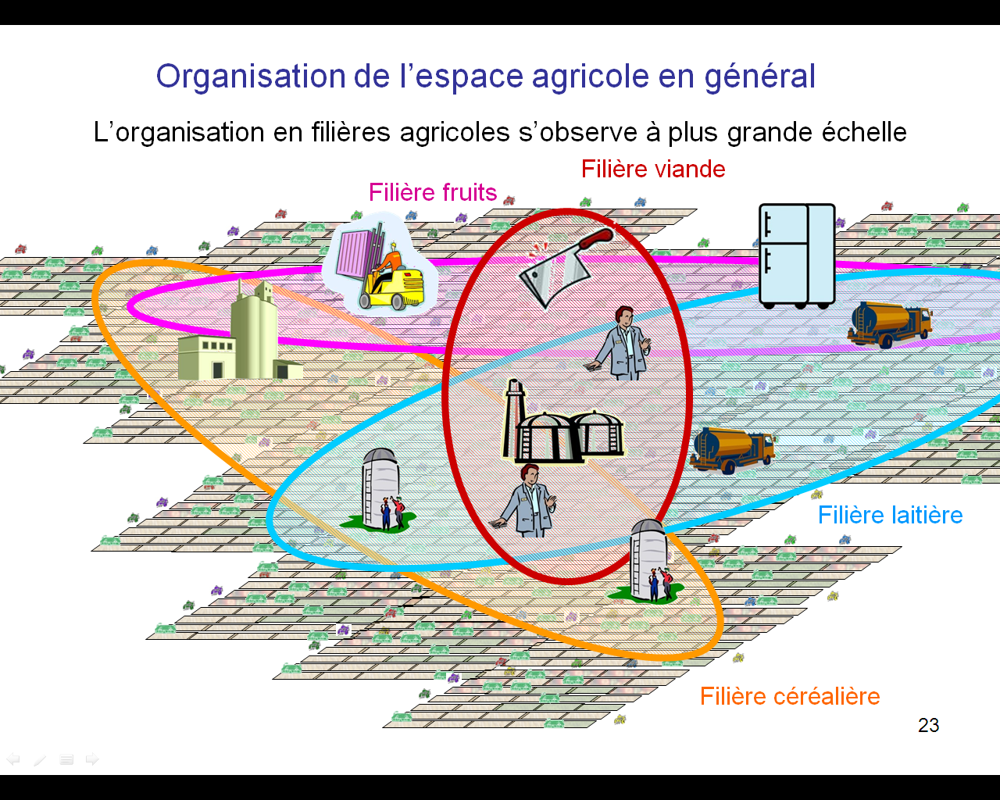 Organisation de l’espace agricole en général
L’organisation en filières agricoles s’observe à plus grande échelle
Filière viande
Filière fruits
Filière laitière
Filière céréalière
23